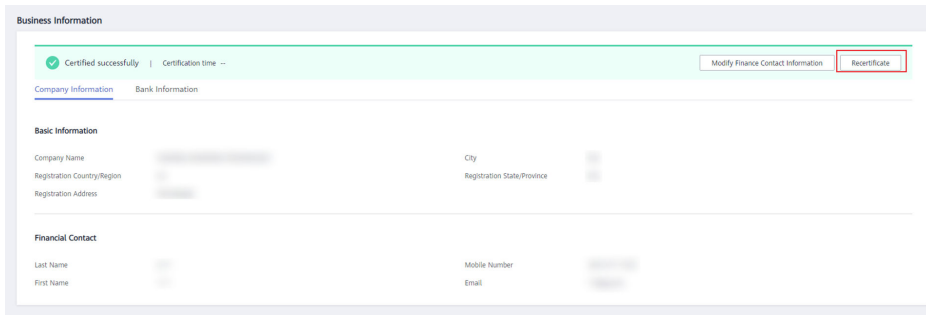 Business Information
Certified successfully | Certification time -- Modify Finance Contact Information Recertificate
Company Information Bank Information
Basic Information
Company Name City
Registration Country/Region Registration State/Province
Registration Address
Financial Contact
Last Name Mobile Number
First Name Email